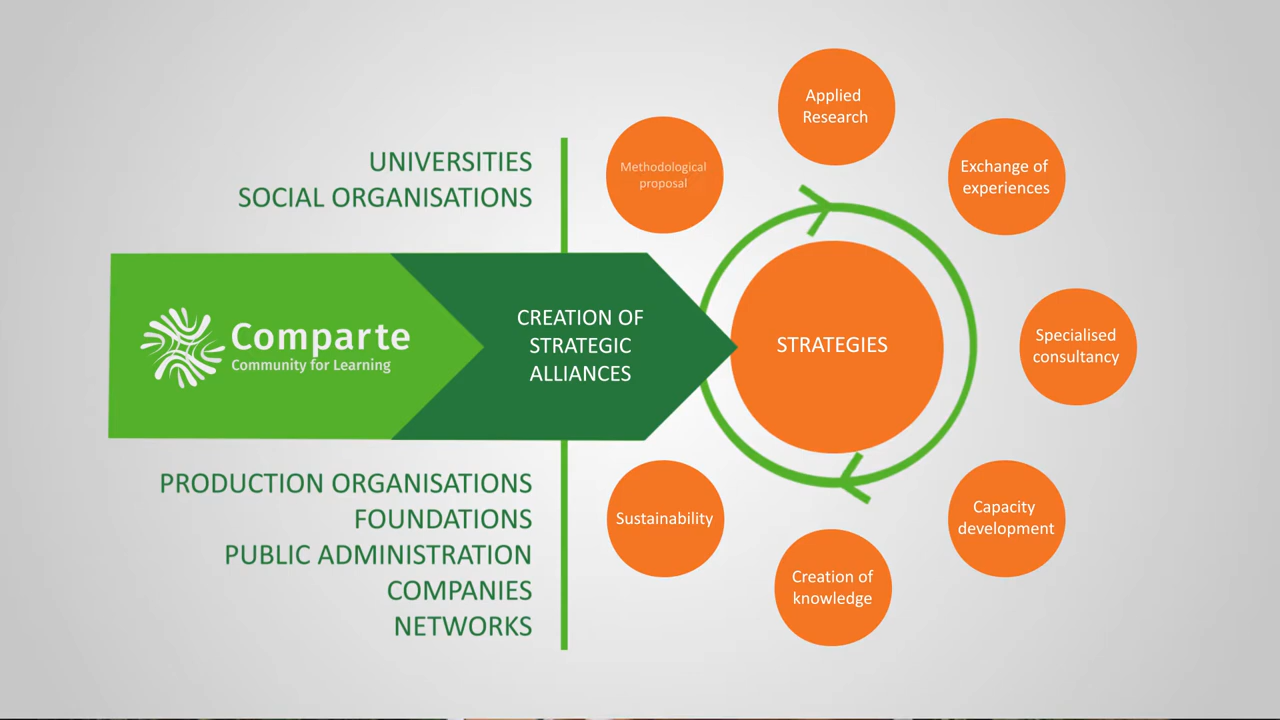 UNIVERSITIES
SOCIAL ORGANISATIONS
Comparte
Community for Learning
CREATION OF
STRATEGIC
ALLIANCES
PRODUCTION ORGANISATIONS
FOUNDATIONS
PUBLIC ADMINISTRATION
COMPANIES
NETWORKS
STRATEGIES
Methodological
proposal
Applied
Research
Exchange of
experiences
Specialised
consultancy
Capacity
development
Creation of
knowledge
Sustainability